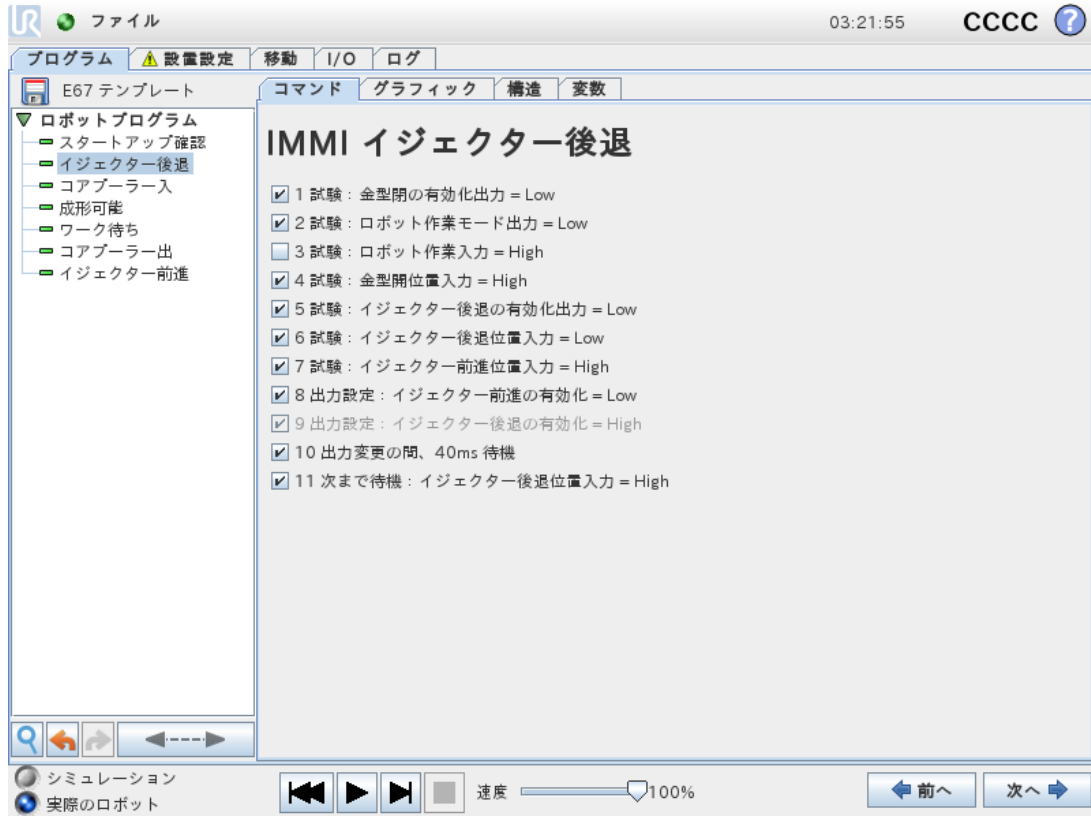 UR ファイル 03:21:55 CCCC ?
プログラム 設置設定 移動 I/O ログ
E67 テンプレート
コマンド グラフィック 構造 変数
ロボットプログラム
スタートアップ確認
イジェクター後退
コアプーラー入
成形可能
ワーク待ち
コアプーラー出
イジェクター前進
IMMI イジェクター後退
1 試験：金型閉の有効化出力 = Low
2 試験：ロボット作業モード出力 = Low
3 試験：ロボット作業入力 = High
4 試験：金型開位置入力 = High
5 試験：イジェクター後退の有効化出力 = Low
6 試験：イジェクター後退位置入力 = Low
7 試験：イジェクター前進位置入力 = High
8 出力設定：イジェクター前進の有効化 = Low
9 出力設定：イジェクター後退の有効化 = High
10 出力変更の間、40ms 待機
11 次まで待機：イジェクター後退位置入力 = High
シミュレーション
実際のロボット
速度 100%
前へ 次へ